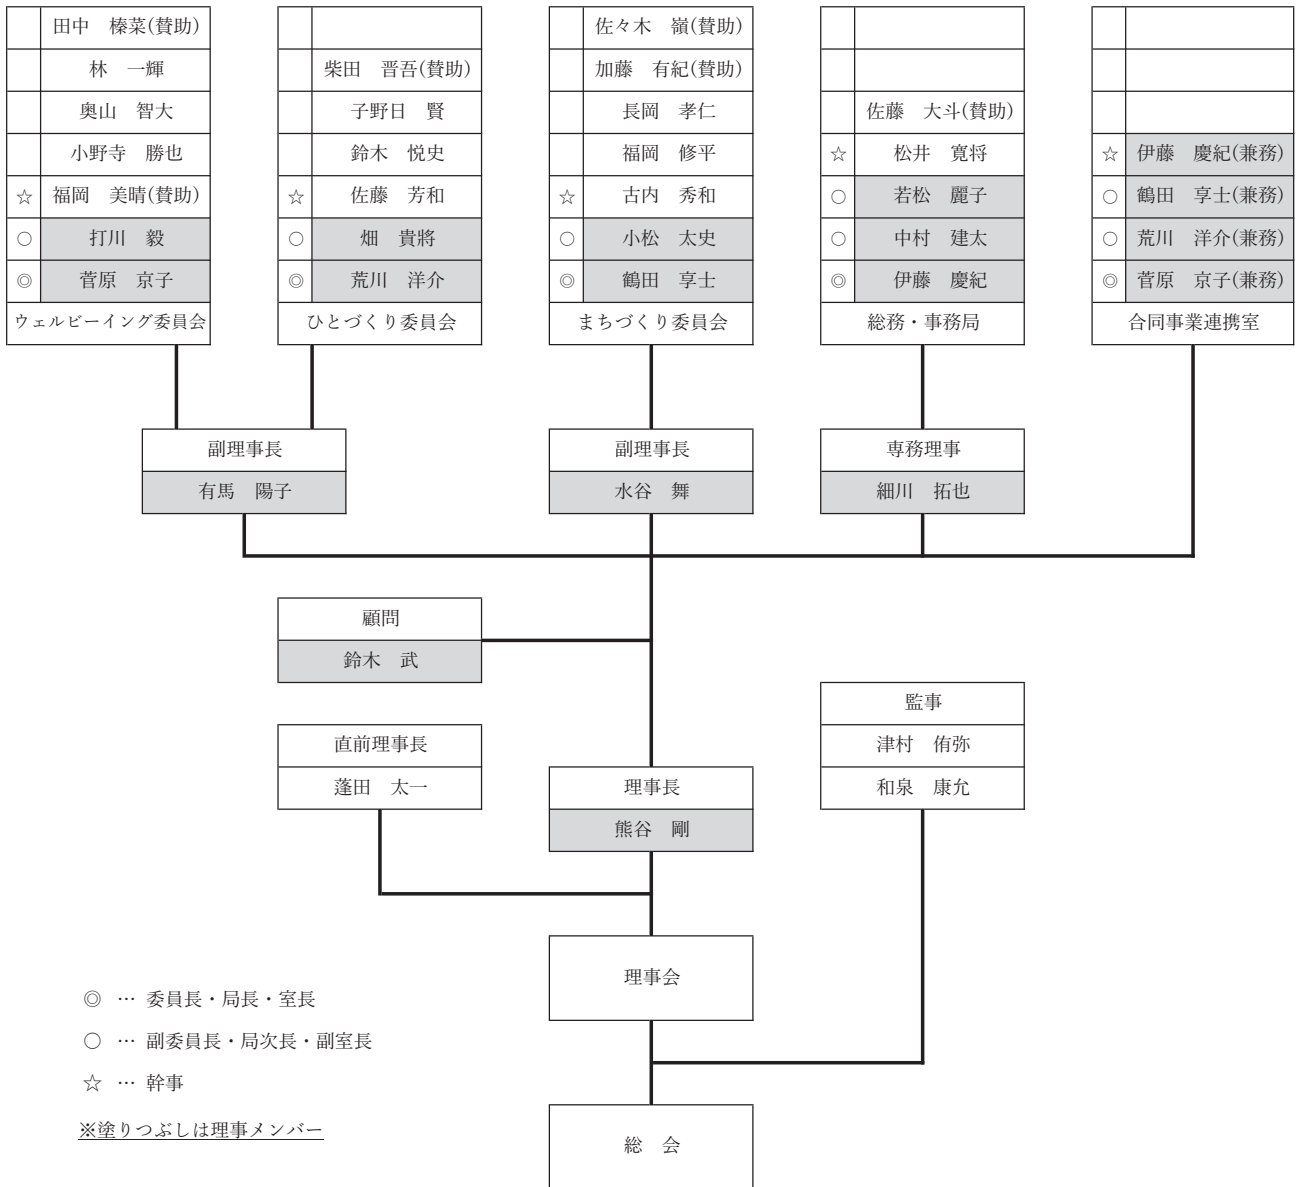 田中　榛菜(賛助)
林　一輝
奥山　智大
小野寺　勝也
☆ 福岡　美晴(賛助)
○ 打川　毅
◎ 菅原　京子
ウェルビーイング委員会
柴田　晋吾(賛助)
子野日　賢
鈴木　悦史
☆ 佐藤　芳和
○ 畑　貴將
◎ 荒川　洋介
ひとづくり委員会
佐々木　嶺(賛助)
加藤　有紀(賛助)
長岡　孝仁
福岡　修平
☆ 古内　秀和
○ 小松　太史
◎ 鶴田　享士
まちづくり委員会
佐藤　大斗(賛助)
☆ 松井　寛将
○ 若松　麗子
○ 中村　建太
◎ 伊藤　慶紀
総務・事務局
☆ 伊藤　慶紀(兼務)
○ 鶴田　享士(兼務)
○ 荒川　洋介(兼務)
◎ 菅原　京子(兼務)
合同事業連携室
副理事長
有馬　陽子
副理事長
水谷　舞
専務理事
細川　拓也
顧問
鈴木　武
監事
津村　侑弥
和泉　康允
直前理事長
蓬田　太一
理事長
熊谷　剛
理事会
◎ … 委員長・局長・室長
○ … 副委員長・局次長・副室長
☆ … 幹事
※塗りつぶしは理事メンバー
総　会